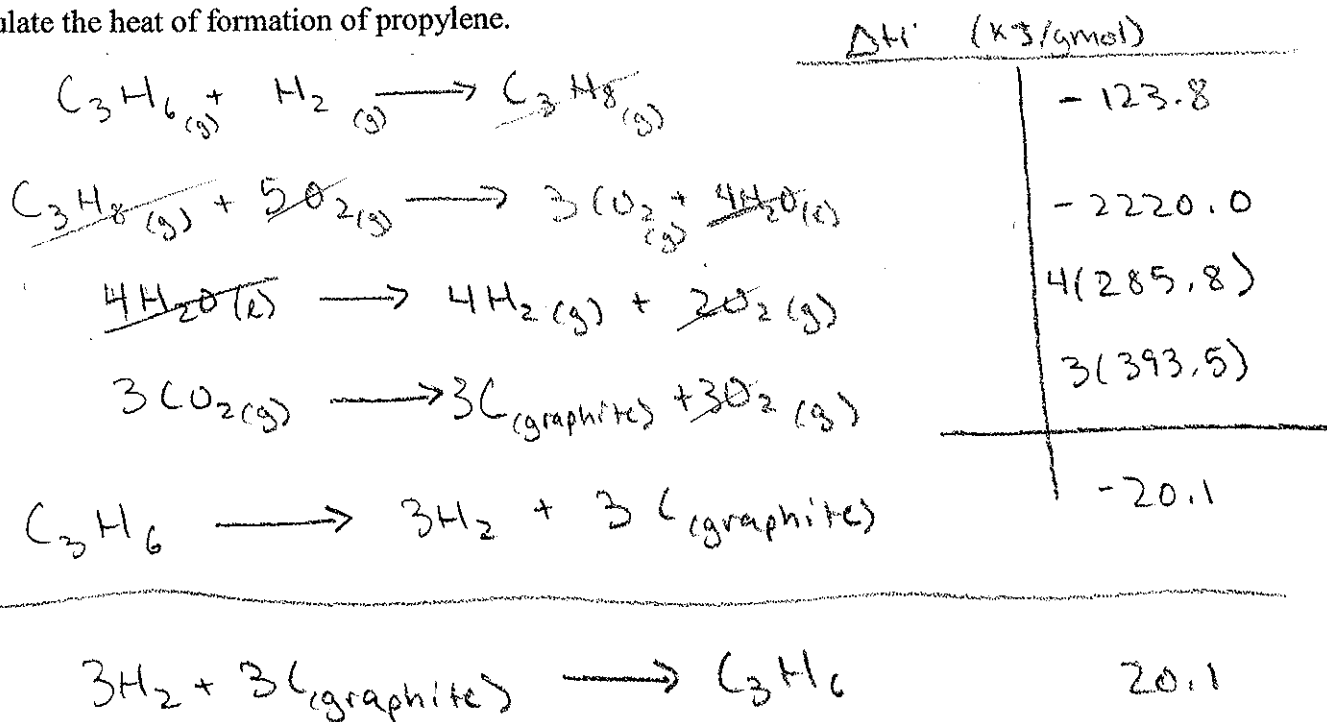 ulate the heat of formation of propylene.
ΔH (KJ/gmol)
C3H6(g) + H2(g) → C3H8(g) -123.8
C3H8(g) + 5O2(g) → 3CO2(g) + 4H2O(l) -2220.0
4H2O(l) → 4H2(g) + 2O2(g) 4(285.8)
3CO2(g) → 3C(graphite) + 3O2(g) 3(393.5)
C3H6 → 3H2 + 3C(graphite) -20.1
3H2 + 3C(graphite) → C3H6 20.1